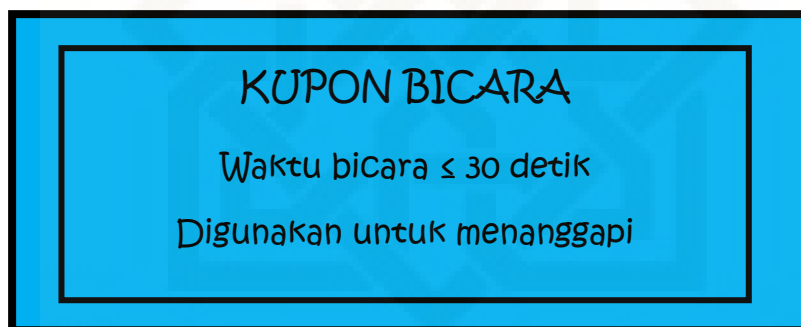 KUPON BICARA
Waktu bicara ≤ 30 detik
Digunakan untuk menanggapi